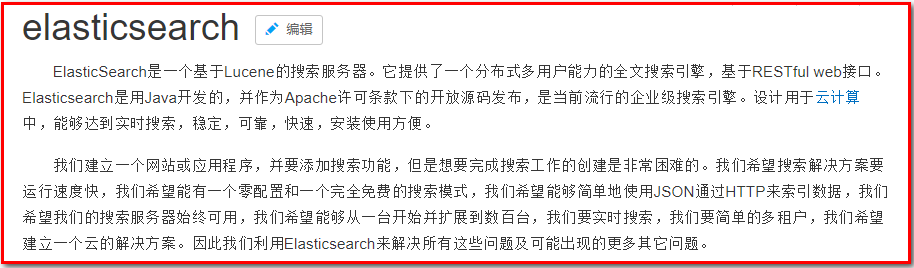 elasticsearch 编辑
ElasticSearch是一个基于Lucene的搜索服务器。它提供了一个分布式多用户能力的全文搜索引擎，基于RESTful web接口。
Elasticsearch是用Java开发的，并作为Apache许可条款下的开放源码发布，是当前流行的企业级搜索引擎。设计用于云计算
中，能够达到实时搜索，稳定，可靠，快速，安装使用方便。
我们建立一个网站或应用程序，并要添加搜索功能，但是想要完成搜索工作的创建是非常困难的。我们希望搜索解决方案要
运行速度快，我们希望能有一个零配置和一个完全免费的搜索模式，我们希望能够简单地使用JSON通过HTTP来索引数据，我们
希望我们的搜索服务器始终可用，我们希望能够从一台开始并扩展到数百台，我们要实时搜索，我们要简单的多租户，我们希望
建立一个云的解决方案。因此我们利用Elasticsearch来解决所有这些问题及可能出现的更多其它问题。